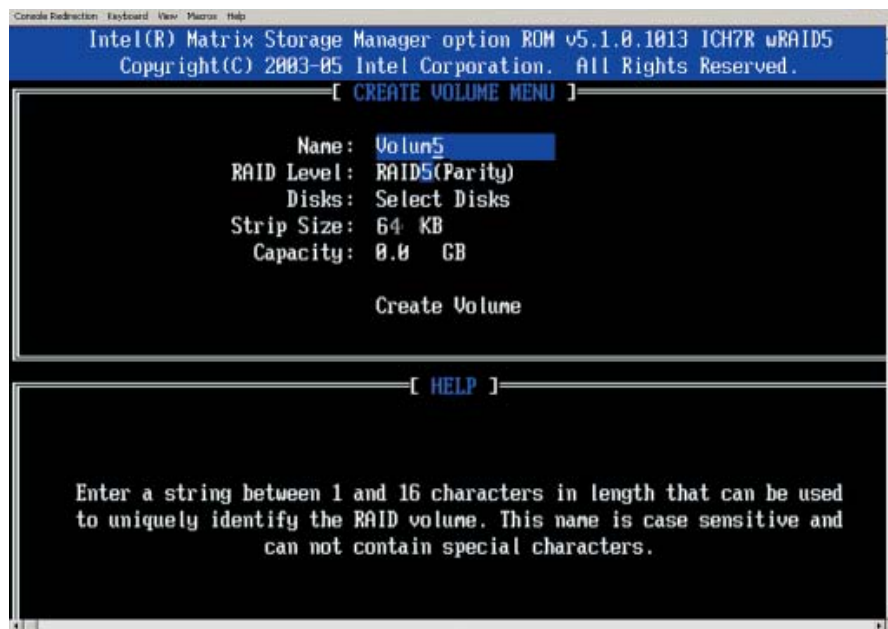 Console Redirection Keyboard View Macros Help
Intel(R) Matrix Storage Manager option ROM v5.1.0.1013 ICH7R wRAID5
Copyright(C) 2003-05 Intel Corporation. All Rights Reserved.
[ CREATE VOLUME MENU ]
Name: Volum5
RAID Level: RAID5(Parity)
Disks: Select Disks
Strip Size: 64 KB
Capacity: 0.0 GB
Create Volume
[ HELP ]
Enter a string between 1 and 16 characters in length that can be used
to uniquely identify the RAID volume. This name is case sensitive and
can not contain special characters.